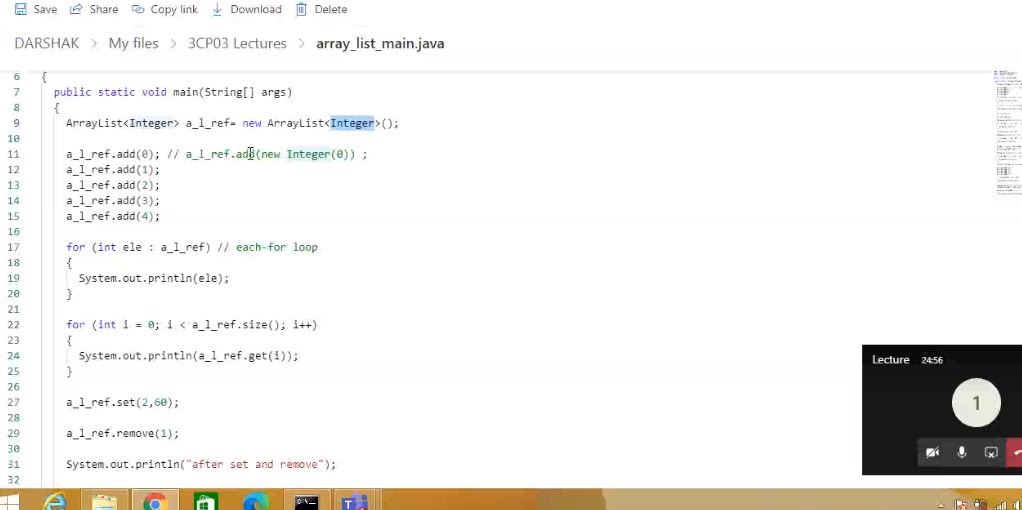 Save Share Copy link Download Delete
DARSHAK > My files > 3CP03 Lectures > array_list_main.java
6 {
7 public static void main(String[] args)
8 {
9 ArrayList<Integer> a_l_ref= new ArrayList<Integer>();
10
11 a_l_ref.add(0); // a_l_ref.add(new Integer(0)) ;
12 a_l_ref.add(1);
13 a_l_ref.add(2);
14 a_l_ref.add(3);
15 a_l_ref.add(4);
16
17 for (int ele : a_l_ref) // each-for loop
18 {
19 System.out.println(ele);
20 }
21
22 for (int i = 0; i < a_l_ref.size(); i++)
23 {
24 System.out.println(a_l_ref.get(i));
25 }
26
27 a_l_ref.set(2,60);
28
29 a_l_ref.remove(1);
30
31 System.out.println("after set and remove");
32
Lecture 24:56
1